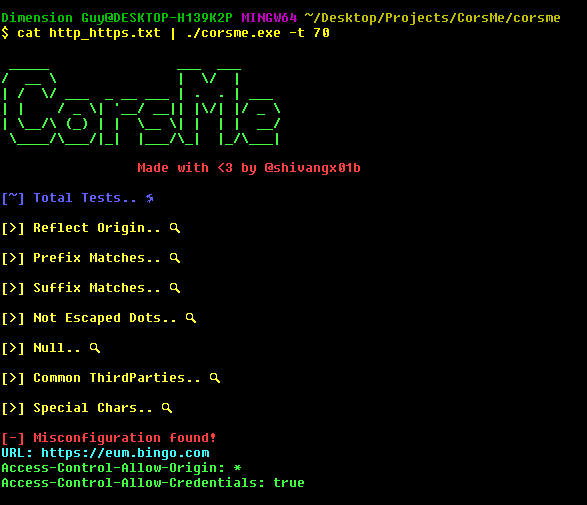 Dimension Guy@DESKTOP-H139K2P MINGW64 ~/Desktop/Projects/CorsMe/corsme
$ cat http_https.txt | ./corsme.exe -t 70
CorsMe
Made with <3 by @shivangx01b
[~] Total Tests..
[>] Reflect Origin..
[>] Prefix Matches..
[>] Suffix Matches..
[>] Not Escaped Dots..
[>] Null..
[>] Common ThirdParties..
[>] Special Chars..
[-] Misconfiguration found!
URL: https://eum.bingo.com
Access-Control-Allow-Origin: *
Access-Control-Allow-Credentials: true